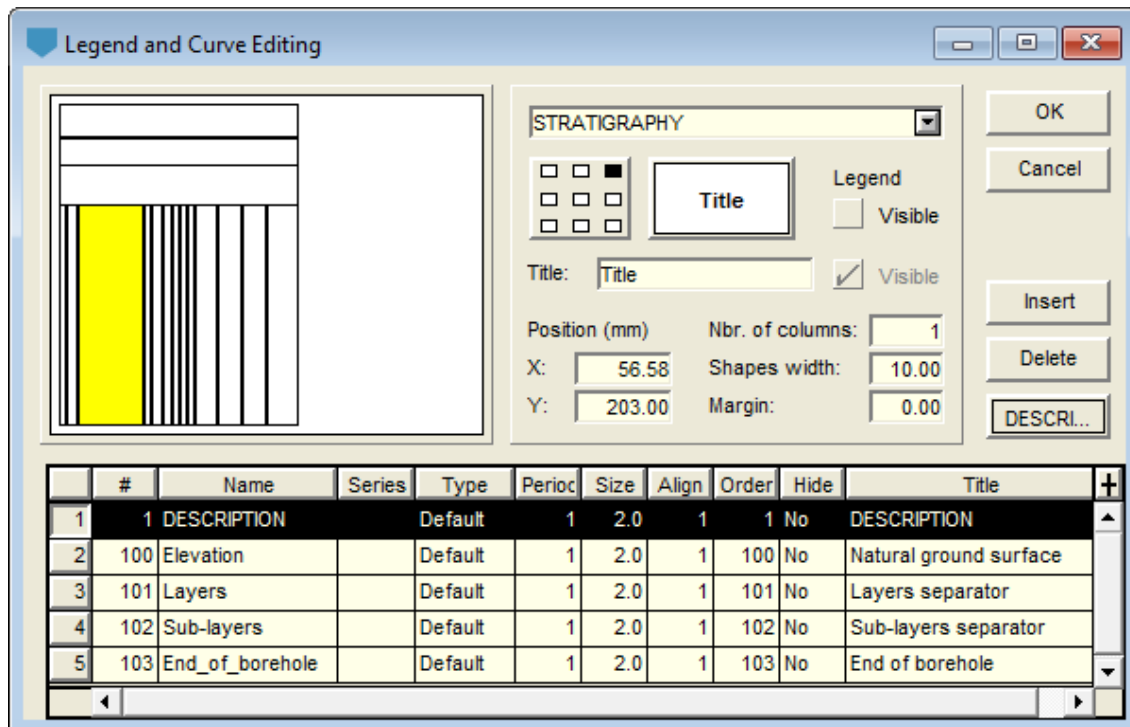 Legend and Curve Editing
STRATIGRAPHY
OK
Cancel
Title
Legend
Visible
Title: Title
Visible
Insert
Position (mm)
Nbr. of columns: 1
X: 56.58
Shapes width: 10.00
Delete
Y: 203.00
Margin: 0.00
DESCRI...
# Name Series Type Period Size Align Order Hide Title +
1 1 DESCRIPTION Default 1 2.0 1 1 No DESCRIPTION
2 100 Elevation Default 1 2.0 1 100 No Natural ground surface
3 101 Layers Default 1 2.0 1 101 No Layers separator
4 102 Sub-layers Default 1 2.0 1 102 No Sub-layers separator
5 103 End_of_borehole Default 1 2.0 1 103 No End of borehole